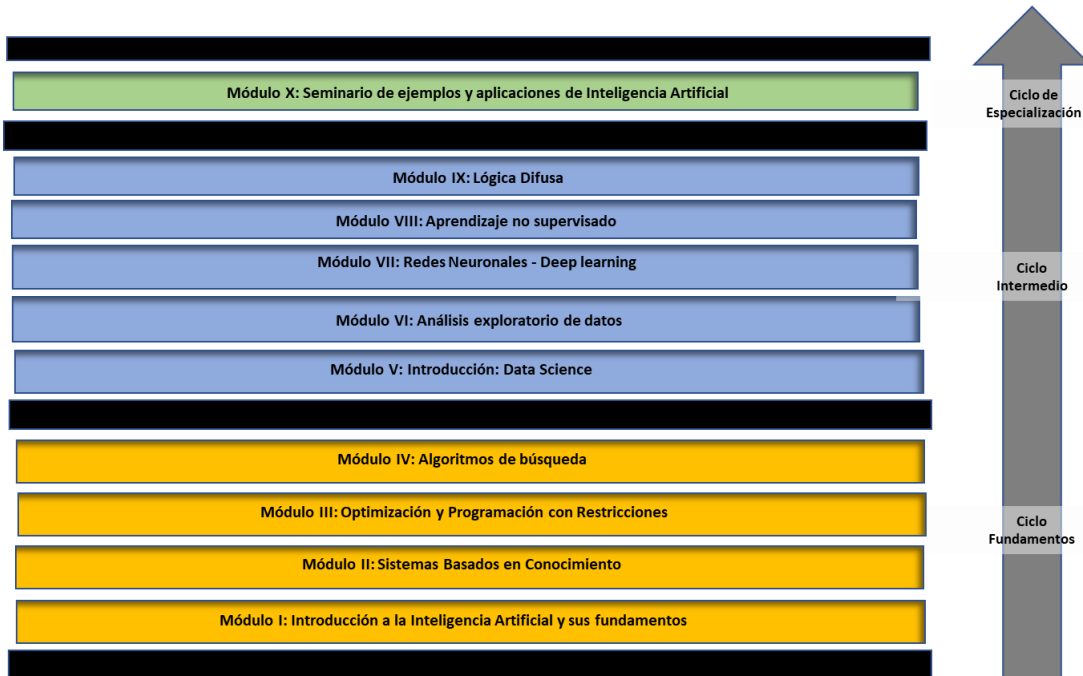 Módulo X: Seminario de ejemplos y aplicaciones de Inteligencia Artificial
Ciclo de
Especialización
Módulo IX: Lógica Difusa
Módulo VIII: Aprendizaje no supervisado
Módulo VII: Redes Neuronales - Deep learning
Ciclo
Intermedio
Módulo VI: Análisis exploratorio de datos
Módulo V: Introducción: Data Science
Módulo IV: Algoritmos de búsqueda
Módulo III: Optimización y Programación con Restricciones
Ciclo
Fundamentos
Módulo II: Sistemas Basados en Conocimiento
Módulo I: Introducción a la Inteligencia Artificial y sus fundamentos